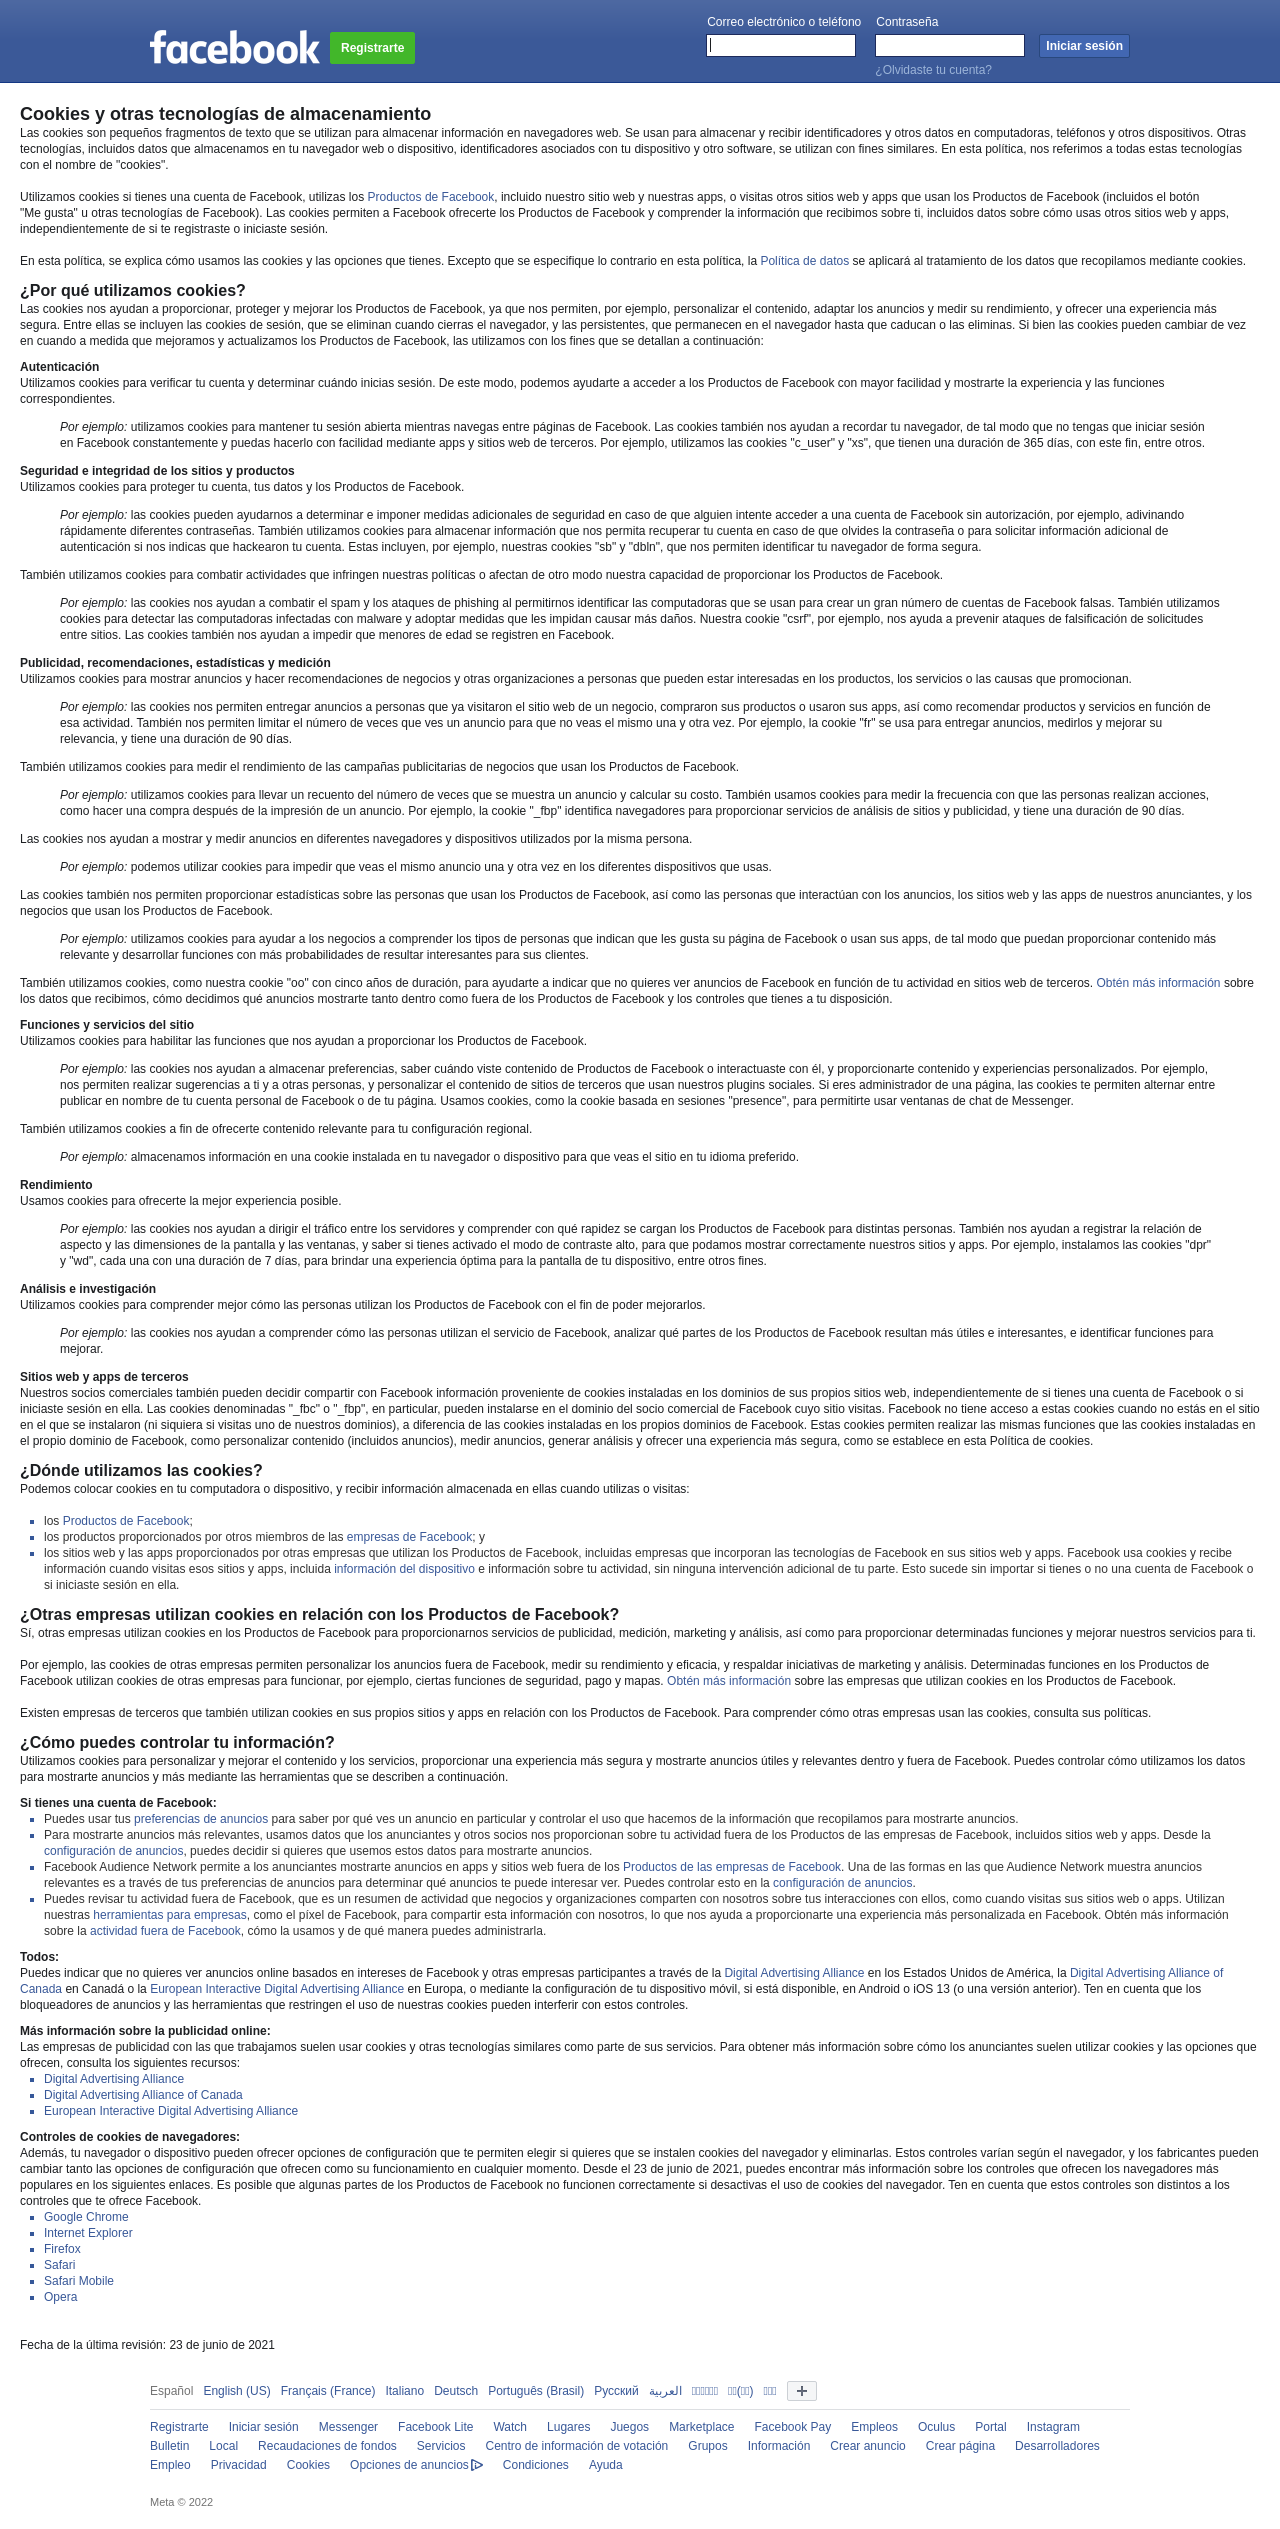 facebook
Registrarte
Correo electrónico o teléfono
Contraseña
Iniciar sesión
¿Olvidaste tu cuenta?
Cookies y otras tecnologías de almacenamiento
Las cookies son pequeños fragmentos de texto que se utilizan para almacenar información en navegadores web. Se usan para almacenar y recibir identificadores y otros datos en computadoras, teléfonos y otros dispositivos. Otras
tecnologías, incluidos datos que almacenamos en tu navegador web o dispositivo, identificadores asociados con tu dispositivo y otro software, se utilizan con fines similares. En esta política, nos referimos a todas estas tecnologías
con el nombre de "cookies".
Utilizamos cookies si tienes una cuenta de Facebook, utilizas los Productos de Facebook, incluido nuestro sitio web y nuestras apps, o visitas otros sitios web y apps que usan los Productos de Facebook (incluidos el botón
"Me gusta" u otras tecnologías de Facebook). Las cookies permiten a Facebook ofrecerte los Productos de Facebook y comprender la información que recibimos sobre ti, incluidos datos sobre cómo usas otros sitios web y apps,
independientemente de si te registraste o iniciaste sesión.
En esta política, se explica cómo usamos las cookies y las opciones que tienes. Excepto que se especifique lo contrario en esta política, la Política de datos se aplicará al tratamiento de los datos que recopilamos mediante cookies.
¿Por qué utilizamos cookies?
Las cookies nos ayudan a proporcionar, proteger y mejorar los Productos de Facebook, ya que nos permiten, por ejemplo, personalizar el contenido, adaptar los anuncios y medir su rendimiento, y ofrecer una experiencia más
segura. Entre ellas se incluyen las cookies de sesión, que se eliminan cuando cierras el navegador, y las persistentes, que permanecen en el navegador hasta que caducan o las eliminas. Si bien las cookies pueden cambiar de vez
en cuando a medida que mejoramos y actualizamos los Productos de Facebook, las utilizamos con los fines que se detallan a continuación:
Autenticación
Utilizamos cookies para verificar tu cuenta y determinar cuándo inicias sesión. De este modo, podemos ayudarte a acceder a los Productos de Facebook con mayor facilidad y mostrarte la experiencia y las funciones
correspondientes.
Por ejemplo: utilizamos cookies para mantener tu sesión abierta mientras navegas entre páginas de Facebook. Las cookies también nos ayudan a recordar tu navegador, de tal modo que no tengas que iniciar sesión
en Facebook constantemente y puedas hacerlo con facilidad mediante apps y sitios web de terceros. Por ejemplo, utilizamos las cookies "c_user" y "xs", que tienen una duración de 365 días, con este fin, entre otros.
Seguridad e integridad de los sitios y productos
Utilizamos cookies para proteger tu cuenta, tus datos y los Productos de Facebook.
Por ejemplo: las cookies pueden ayudarnos a determinar e imponer medidas adicionales de seguridad en caso de que alguien intente acceder a una cuenta de Facebook sin autorización, por ejemplo, adivinando
rápidamente diferentes contraseñas. También utilizamos cookies para almacenar información que nos permita recuperar tu cuenta en caso de que olvides la contraseña o para solicitar información adicional de
autenticación si nos indicas que hackearon tu cuenta. Estas incluyen, por ejemplo, nuestras cookies "sb" y "dbln", que nos permiten identificar tu navegador de forma segura.
También utilizamos cookies para combatir actividades que infringen nuestras políticas o afectan de otro modo nuestra capacidad de proporcionar los Productos de Facebook.
Por ejemplo: las cookies nos ayudan a combatir el spam y los ataques de phishing al permitirnos identificar las computadoras que se usan para crear un gran número de cuentas de Facebook falsas. También utilizamos
cookies para detectar las computadoras infectadas con malware y adoptar medidas que les impidan causar más daños. Nuestra cookie "csrf", por ejemplo, nos ayuda a prevenir ataques de falsificación de solicitudes
entre sitios. Las cookies también nos ayudan a impedir que menores de edad se registren en Facebook.
Publicidad, recomendaciones, estadísticas y medición
Utilizamos cookies para mostrar anuncios y hacer recomendaciones de negocios y otras organizaciones a personas que pueden estar interesadas en los productos, los servicios o las causas que promocionan.
Por ejemplo: las cookies nos permiten entregar anuncios a personas que ya visitaron el sitio web de un negocio, compraron sus productos o usaron sus apps, así como recomendar productos y servicios en función de
esa actividad. También nos permiten limitar el número de veces que ves un anuncio para que no veas el mismo una y otra vez. Por ejemplo, la cookie "fr" se usa para entregar anuncios, medirlos y mejorar su
relevancia, y tiene una duración de 90 días.
También utilizamos cookies para medir el rendimiento de las campañas publicitarias de negocios que usan los Productos de Facebook.
Por ejemplo: utilizamos cookies para llevar un recuento del número de veces que se muestra un anuncio y calcular su costo. También usamos cookies para medir la frecuencia con que las personas realizan acciones,
como hacer una compra después de la impresión de un anuncio. Por ejemplo, la cookie "_fbp" identifica navegadores para proporcionar servicios de análisis de sitios y publicidad, y tiene una duración de 90 días.
Las cookies nos ayudan a mostrar y medir anuncios en diferentes navegadores y dispositivos utilizados por la misma persona.
Por ejemplo: podemos utilizar cookies para impedir que veas el mismo anuncio una y otra vez en los diferentes dispositivos que usas.
Las cookies también nos permiten proporcionar estadísticas sobre las personas que usan los Productos de Facebook, así como las personas que interactúan con los anuncios, los sitios web y las apps de nuestros anunciantes, y los
negocios que usan los Productos de Facebook.
Por ejemplo: utilizamos cookies para ayudar a los negocios a comprender los tipos de personas que indican que les gusta su página de Facebook o usan sus apps, de tal modo que puedan proporcionar contenido más
relevante y desarrollar funciones con más probabilidades de resultar interesantes para sus clientes.
También utilizamos cookies, como nuestra cookie "oo" con cinco años de duración, para ayudarte a indicar que no quieres ver anuncios de Facebook en función de tu actividad en sitios web de terceros. Obtén más información sobre
los datos que recibimos, cómo decidimos qué anuncios mostrarte tanto dentro como fuera de los Productos de Facebook y los controles que tienes a tu disposición.
Funciones y servicios del sitio
Utilizamos cookies para habilitar las funciones que nos ayudan a proporcionar los Productos de Facebook.
Por ejemplo: las cookies nos ayudan a almacenar preferencias, saber cuándo viste contenido de Productos de Facebook o interactuaste con él, y proporcionarte contenido y experiencias personalizados. Por ejemplo,
nos permiten realizar sugerencias a ti y a otras personas, y personalizar el contenido de sitios de terceros que usan nuestros plugins sociales. Si eres administrador de una página, las cookies te permiten alternar entre
publicar en nombre de tu cuenta personal de Facebook o de tu página. Usamos cookies, como la cookie basada en sesiones "presence", para permitirte usar ventanas de chat de Messenger.
También utilizamos cookies a fin de ofrecerte contenido relevante para tu configuración regional.
Por ejemplo: almacenamos información en una cookie instalada en tu navegador o dispositivo para que veas el sitio en tu idioma preferido.
Rendimiento
Usamos cookies para ofrecerte la mejor experiencia posible.
Por ejemplo: las cookies nos ayudan a dirigir el tráfico entre los servidores y comprender con qué rapidez se cargan los Productos de Facebook para distintas personas. También nos ayudan a registrar la relación de
aspecto y las dimensiones de la pantalla y las ventanas, y saber si tienes activado el modo de contraste alto, para que podamos mostrar correctamente nuestros sitios y apps. Por ejemplo, instalamos las cookies "dpr"
y "wd", cada una con una duración de 7 días, para brindar una experiencia óptima para la pantalla de tu dispositivo, entre otros fines.
Análisis e investigación
Utilizamos cookies para comprender mejor cómo las personas utilizan los Productos de Facebook con el fin de poder mejorarlos.
Por ejemplo: las cookies nos ayudan a comprender cómo las personas utilizan el servicio de Facebook, analizar qué partes de los Productos de Facebook resultan más útiles e interesantes, e identificar funciones para
mejorar.
Sitios web y apps de terceros
Nuestros socios comerciales también pueden decidir compartir con Facebook información proveniente de cookies instaladas en los dominios de sus propios sitios web, independientemente de si tienes una cuenta de Facebook o si
iniciaste sesión en ella. Las cookies denominadas "_fbc" o "_fbp", en particular, pueden instalarse en el dominio del socio comercial de Facebook cuyo sitio visitas. Facebook no tiene acceso a estas cookies cuando no estás en el sitio
en el que se instalaron (ni siquiera si visitas uno de nuestros dominios), a diferencia de las cookies instaladas en los propios dominios de Facebook. Estas cookies permiten realizar las mismas funciones que las cookies instaladas en
el propio dominio de Facebook, como personalizar contenido (incluidos anuncios), medir anuncios, generar análisis y ofrecer una experiencia más segura, como se establece en esta Política de cookies.
¿Dónde utilizamos las cookies?
Podemos colocar cookies en tu computadora o dispositivo, y recibir información almacenada en ellas cuando utilizas o visitas:
los Productos de Facebook;
los productos proporcionados por otros miembros de las empresas de Facebook; y
los sitios web y las apps proporcionados por otras empresas que utilizan los Productos de Facebook, incluidas empresas que incorporan las tecnologías de Facebook en sus sitios web y apps. Facebook usa cookies y recibe
información cuando visitas esos sitios y apps, incluida información del dispositivo e información sobre tu actividad, sin ninguna intervención adicional de tu parte. Esto sucede sin importar si tienes o no una cuenta de Facebook o
si iniciaste sesión en ella.
¿Otras empresas utilizan cookies en relación con los Productos de Facebook?
Sí, otras empresas utilizan cookies en los Productos de Facebook para proporcionarnos servicios de publicidad, medición, marketing y análisis, así como para proporcionar determinadas funciones y mejorar nuestros servicios para ti.
Por ejemplo, las cookies de otras empresas permiten personalizar los anuncios fuera de Facebook, medir su rendimiento y eficacia, y respaldar iniciativas de marketing y análisis. Determinadas funciones en los Productos de
Facebook utilizan cookies de otras empresas para funcionar, por ejemplo, ciertas funciones de seguridad, pago y mapas. Obtén más información sobre las empresas que utilizan cookies en los Productos de Facebook.
Existen empresas de terceros que también utilizan cookies en sus propios sitios y apps en relación con los Productos de Facebook. Para comprender cómo otras empresas usan las cookies, consulta sus políticas.
¿Cómo puedes controlar tu información?
Utilizamos cookies para personalizar y mejorar el contenido y los servicios, proporcionar una experiencia más segura y mostrarte anuncios útiles y relevantes dentro y fuera de Facebook. Puedes controlar cómo utilizamos los datos
para mostrarte anuncios y más mediante las herramientas que se describen a continuación.
Si tienes una cuenta de Facebook:
Puedes usar tus preferencias de anuncios para saber por qué ves un anuncio en particular y controlar el uso que hacemos de la información que recopilamos para mostrarte anuncios.
Para mostrarte anuncios más relevantes, usamos datos que los anunciantes y otros socios nos proporcionan sobre tu actividad fuera de los Productos de las empresas de Facebook, incluidos sitios web y apps. Desde la
configuración de anuncios, puedes decidir si quieres que usemos estos datos para mostrarte anuncios.
Facebook Audience Network permite a los anunciantes mostrarte anuncios en apps y sitios web fuera de los Productos de las empresas de Facebook. Una de las formas en las que Audience Network muestra anuncios
relevantes es a través de tus preferencias de anuncios para determinar qué anuncios te puede interesar ver. Puedes controlar esto en la configuración de anuncios.
Puedes revisar tu actividad fuera de Facebook, que es un resumen de actividad que negocios y organizaciones comparten con nosotros sobre tus interacciones con ellos, como cuando visitas sus sitios web o apps. Utilizan
nuestras herramientas para empresas, como el píxel de Facebook, para compartir esta información con nosotros, lo que nos ayuda a proporcionarte una experiencia más personalizada en Facebook. Obtén más información
sobre la actividad fuera de Facebook, cómo la usamos y de qué manera puedes administrarla.
Todos:
Puedes indicar que no quieres ver anuncios online basados en intereses de Facebook y otras empresas participantes a través de la Digital Advertising Alliance en los Estados Unidos de América, la Digital Advertising Alliance of
Canada en Canadá o la European Interactive Digital Advertising Alliance en Europa, o mediante la configuración de tu dispositivo móvil, si está disponible, en Android o iOS 13 (o una versión anterior). Ten en cuenta que los
bloqueadores de anuncios y las herramientas que restringen el uso de nuestras cookies pueden interferir con estos controles.
Más información sobre la publicidad online:
Las empresas de publicidad con las que trabajamos suelen usar cookies y otras tecnologías similares como parte de sus servicios. Para obtener más información sobre cómo los anunciantes suelen utilizar cookies y las opciones que
ofrecen, consulta los siguientes recursos:
Digital Advertising Alliance
Digital Advertising Alliance of Canada
European Interactive Digital Advertising Alliance
Controles de cookies de navegadores:
Además, tu navegador o dispositivo pueden ofrecer opciones de configuración que te permiten elegir si quieres que se instalen cookies del navegador y eliminarlas. Estos controles varían según el navegador, y los fabricantes pueden
cambiar tanto las opciones de configuración que ofrecen como su funcionamiento en cualquier momento. Desde el 23 de junio de 2021, puedes encontrar más información sobre los controles que ofrecen los navegadores más
populares en los siguientes enlaces. Es posible que algunas partes de los Productos de Facebook no funcionen correctamente si desactivas el uso de cookies del navegador. Ten en cuenta que estos controles son distintos a los
controles que te ofrece Facebook.
Google Chrome
Internet Explorer
Firefox
Safari
Safari Mobile
Opera
Fecha de la última revisión: 23 de junio de 2021
Español English (US) Français (France) Italiano Deutsch Português (Brasil) Русский العربية
Registrarte Iniciar sesión Messenger Facebook Lite Watch Lugares Juegos Marketplace Facebook Pay Empleos Oculus Portal Instagram
Bulletin Local Recaudaciones de fondos Servicios Centro de información de votación Grupos Información Crear anuncio Crear página Desarrolladores
Empleo Privacidad Cookies Opciones de anuncios Condiciones Ayuda
Meta © 2022